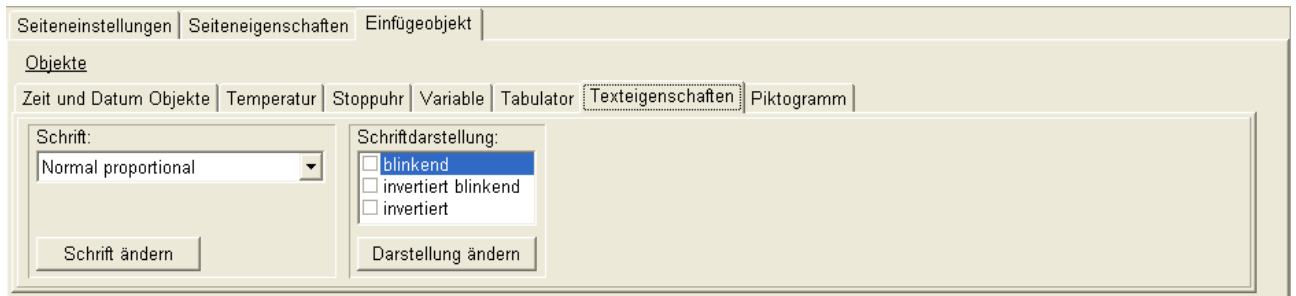 Seiteneinstellungen Seiteneigenschaften Einfügeobjekt
Objekte
Zeit und Datum Objekte Temperatur Stoppuhr Variable Tabulator Texteigenschaften Piktogramm
Schrift: Schriftdarstellung:
Normal proportional blinkend
invertiert blinkend
invertiert
Schrift ändern Darstellung ändern